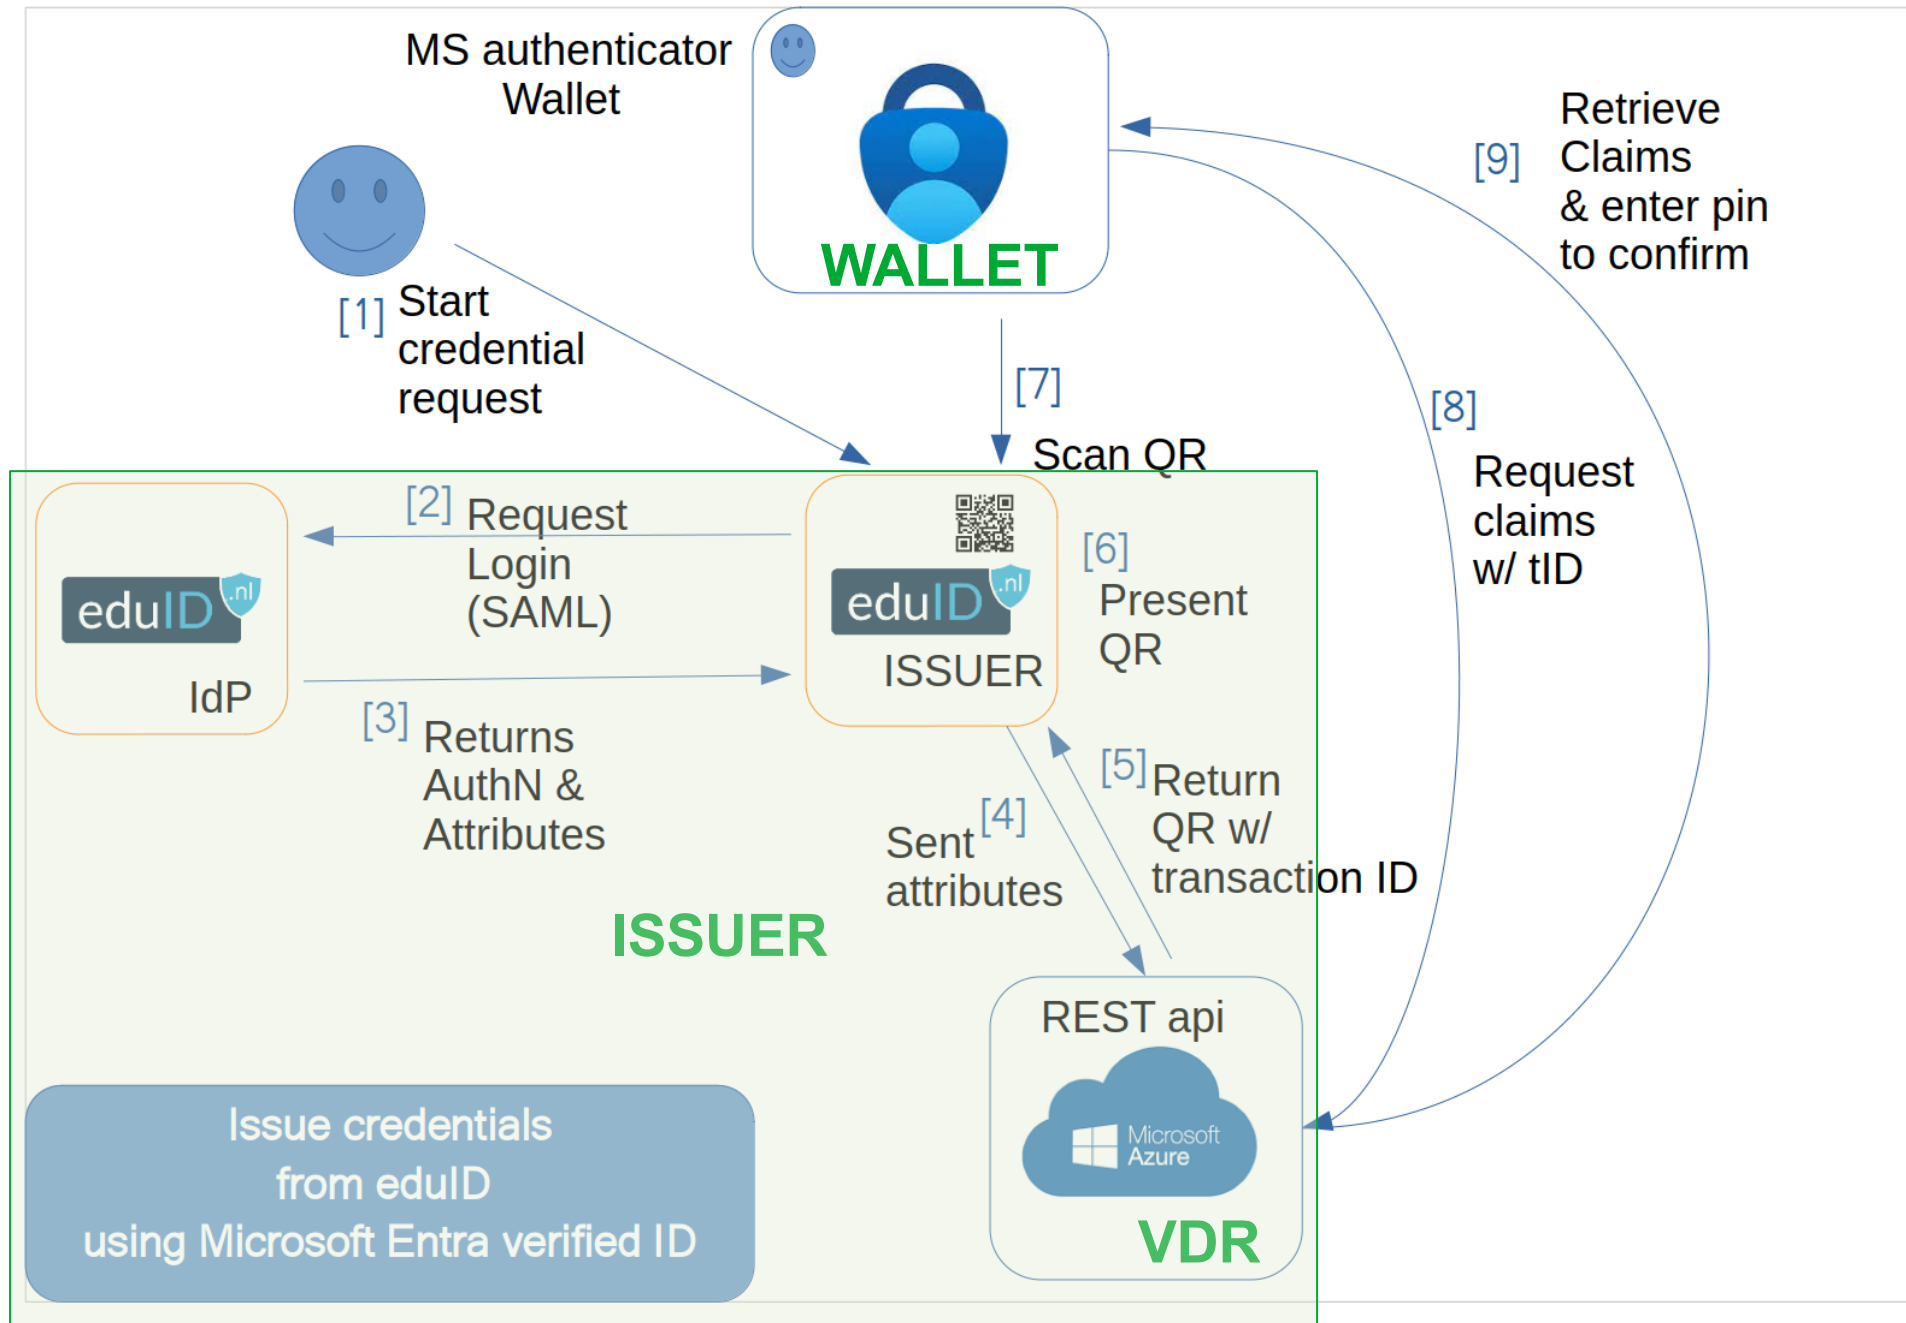 MS authenticator
Wallet
WALLET
[9]
Retrieve
Claims
& enter pin
to confirm
[1]
Start
credential
request
[7]
Scan QR
[8]
Request
claims
w/ tID
[2]
Request
Login
(SAML)
eduID
.nl
IdP
eduID
.nl
ISSUER
[6]
Present
QR
[3]
Returns
AuthN &
Attributes
[4]
Sent
attributes
[5]
Return
QR w/
transaction ID
ISSUER
REST api
Microsoft
Azure
VDR
Issue credentials
from eduID
using Microsoft Entra verified ID